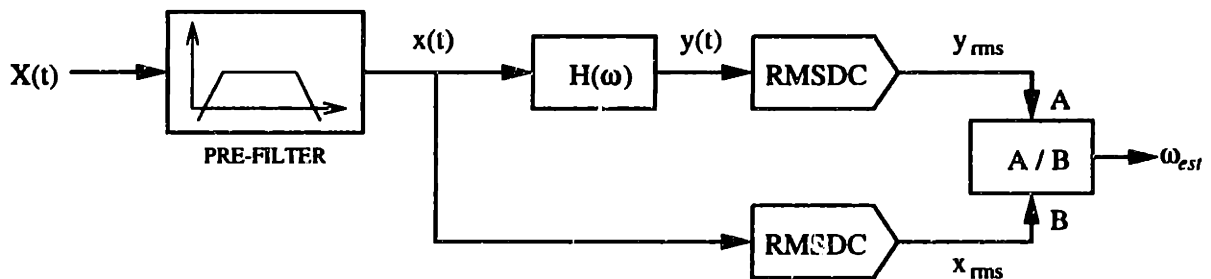 X(t)
PRE-FILTER
x(t)
H(ω)
y(t)
RMSDC
y rms
A
A / B
ω est
B
RMSDC
x rms